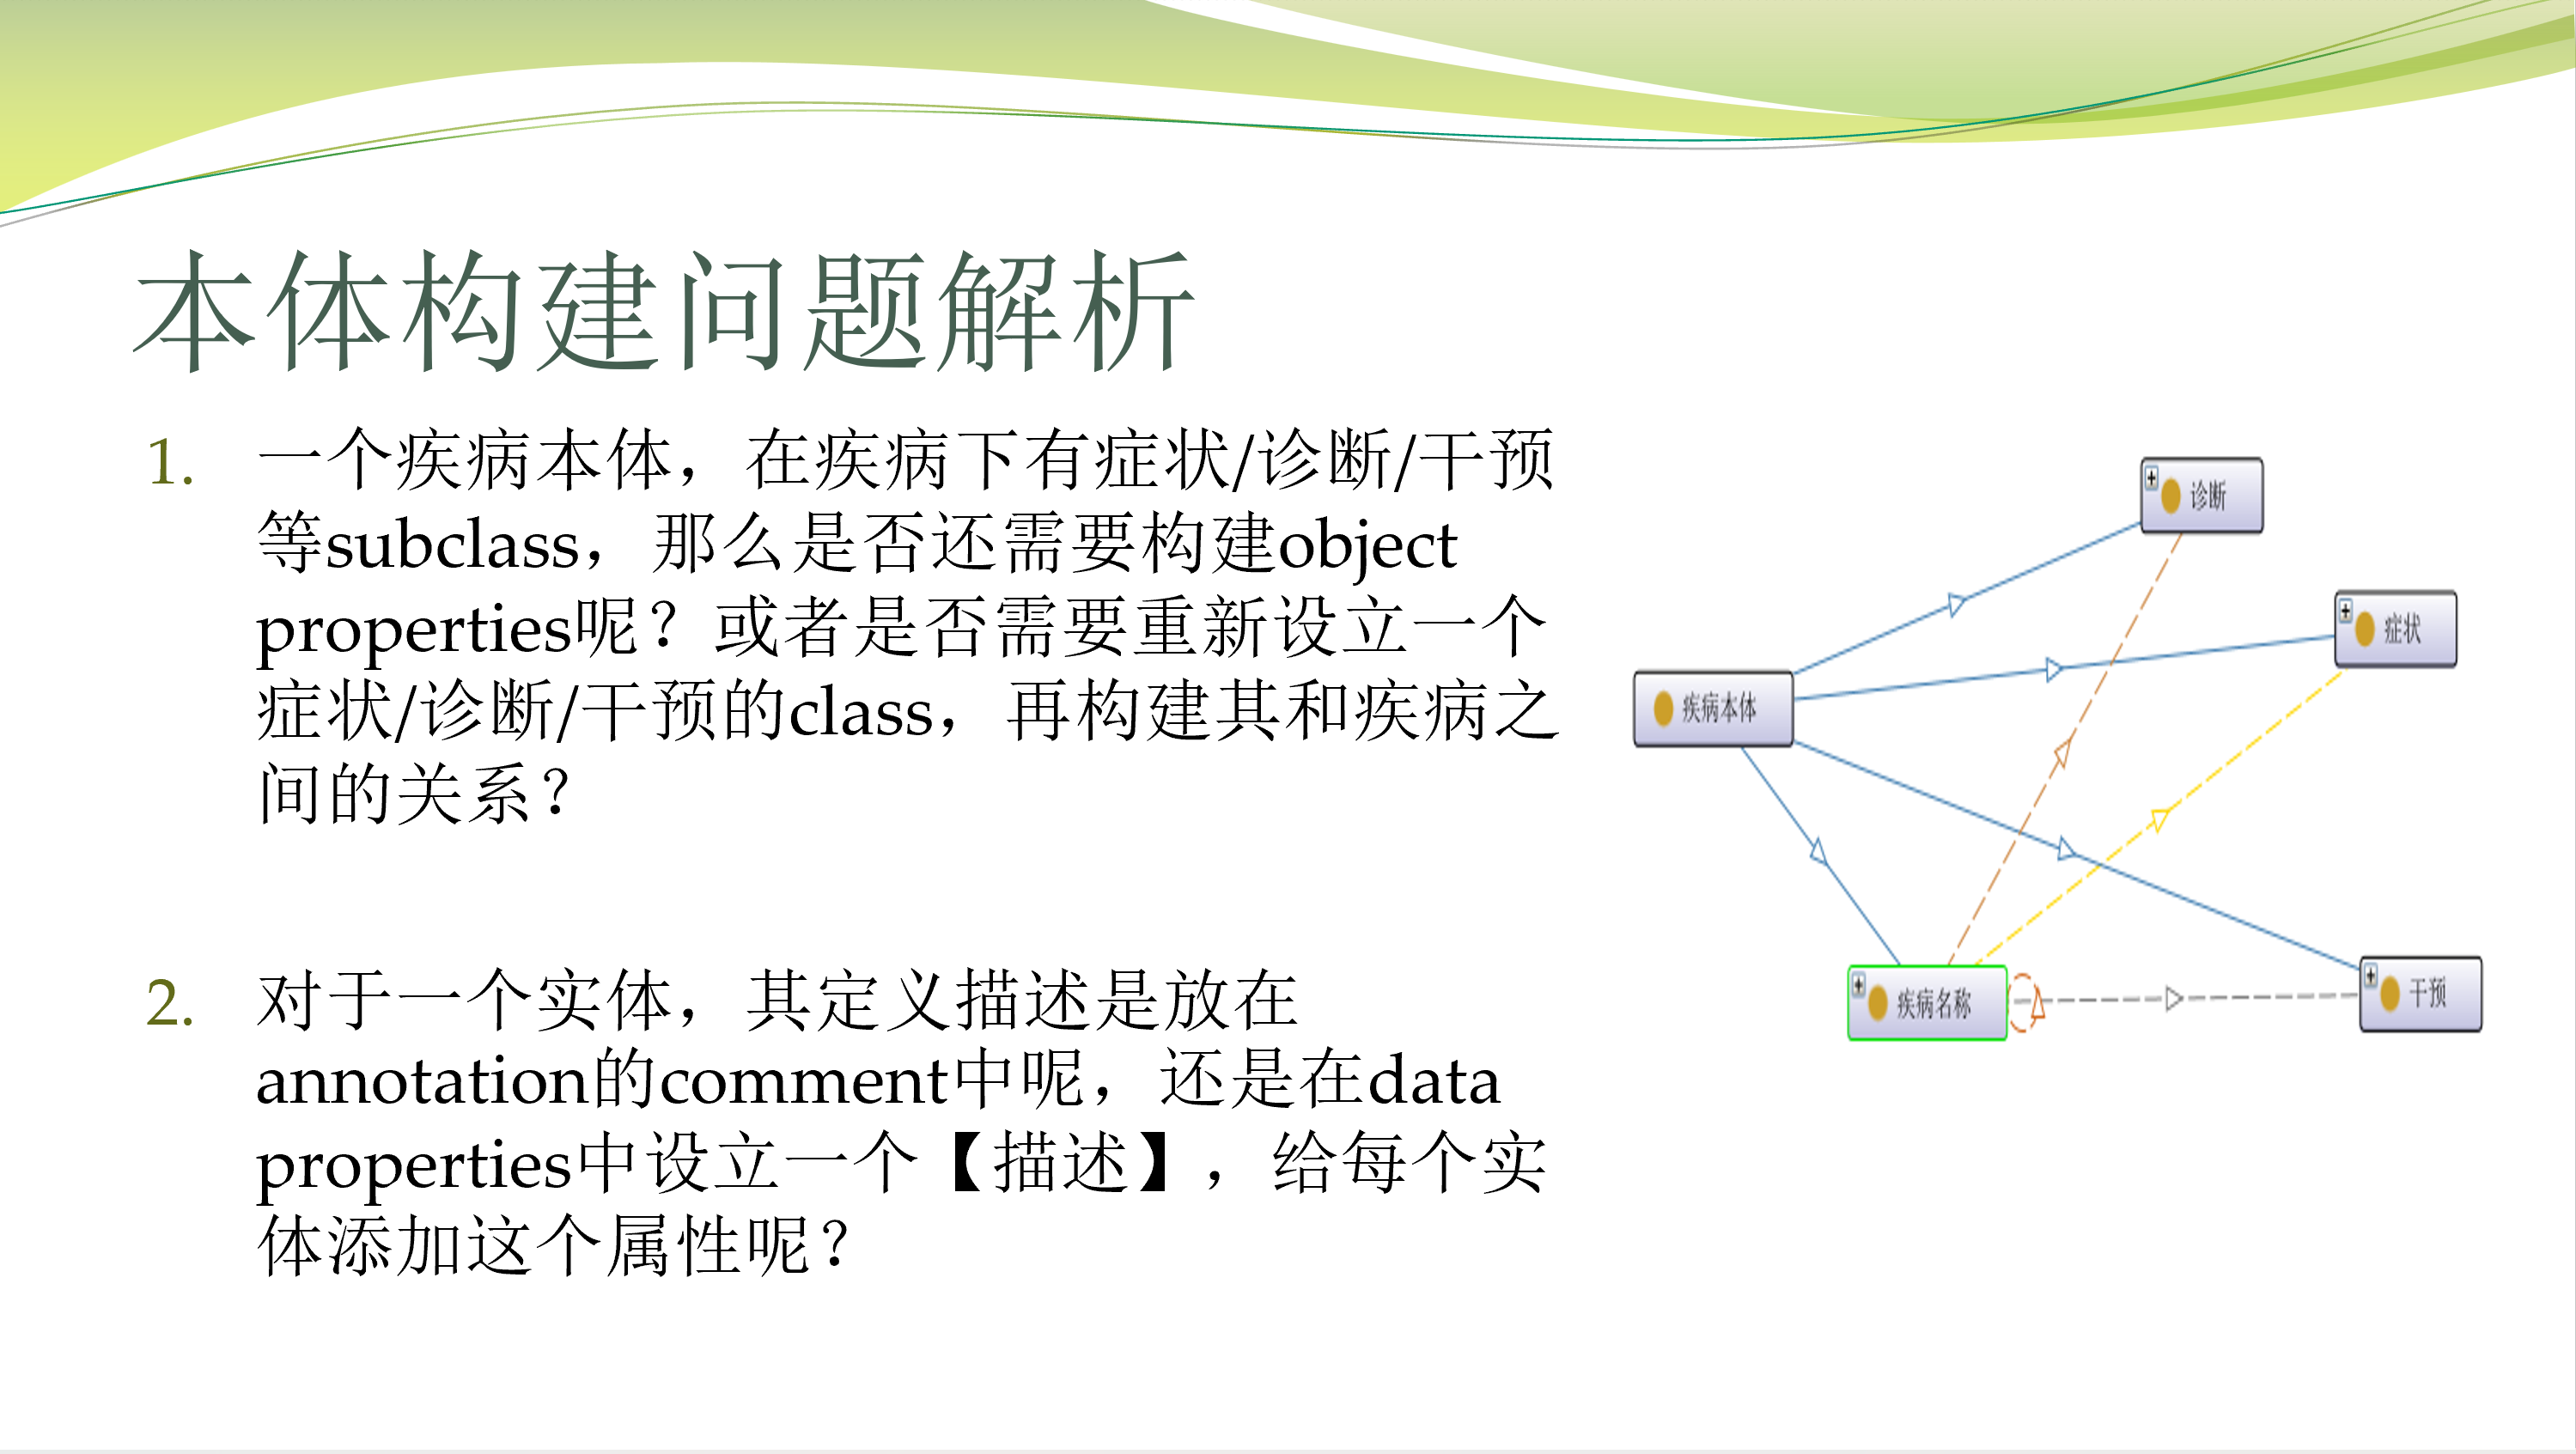 本体构建问题解析
1. 一个疾病本体，在疾病下有症状/诊断/干预
等subclass，那么是否还需要构建object
properties呢？或者是否需要重新设立一个
症状/诊断/干预的class，再构建其和疾病之
间的关系？
2. 对于一个实体，其定义描述是放在
annotation的comment中呢，还是在data
properties中设立一个【描述】，给每个实
体添加这个属性呢？
诊断
症状
疾病本体
疾病名称
干预